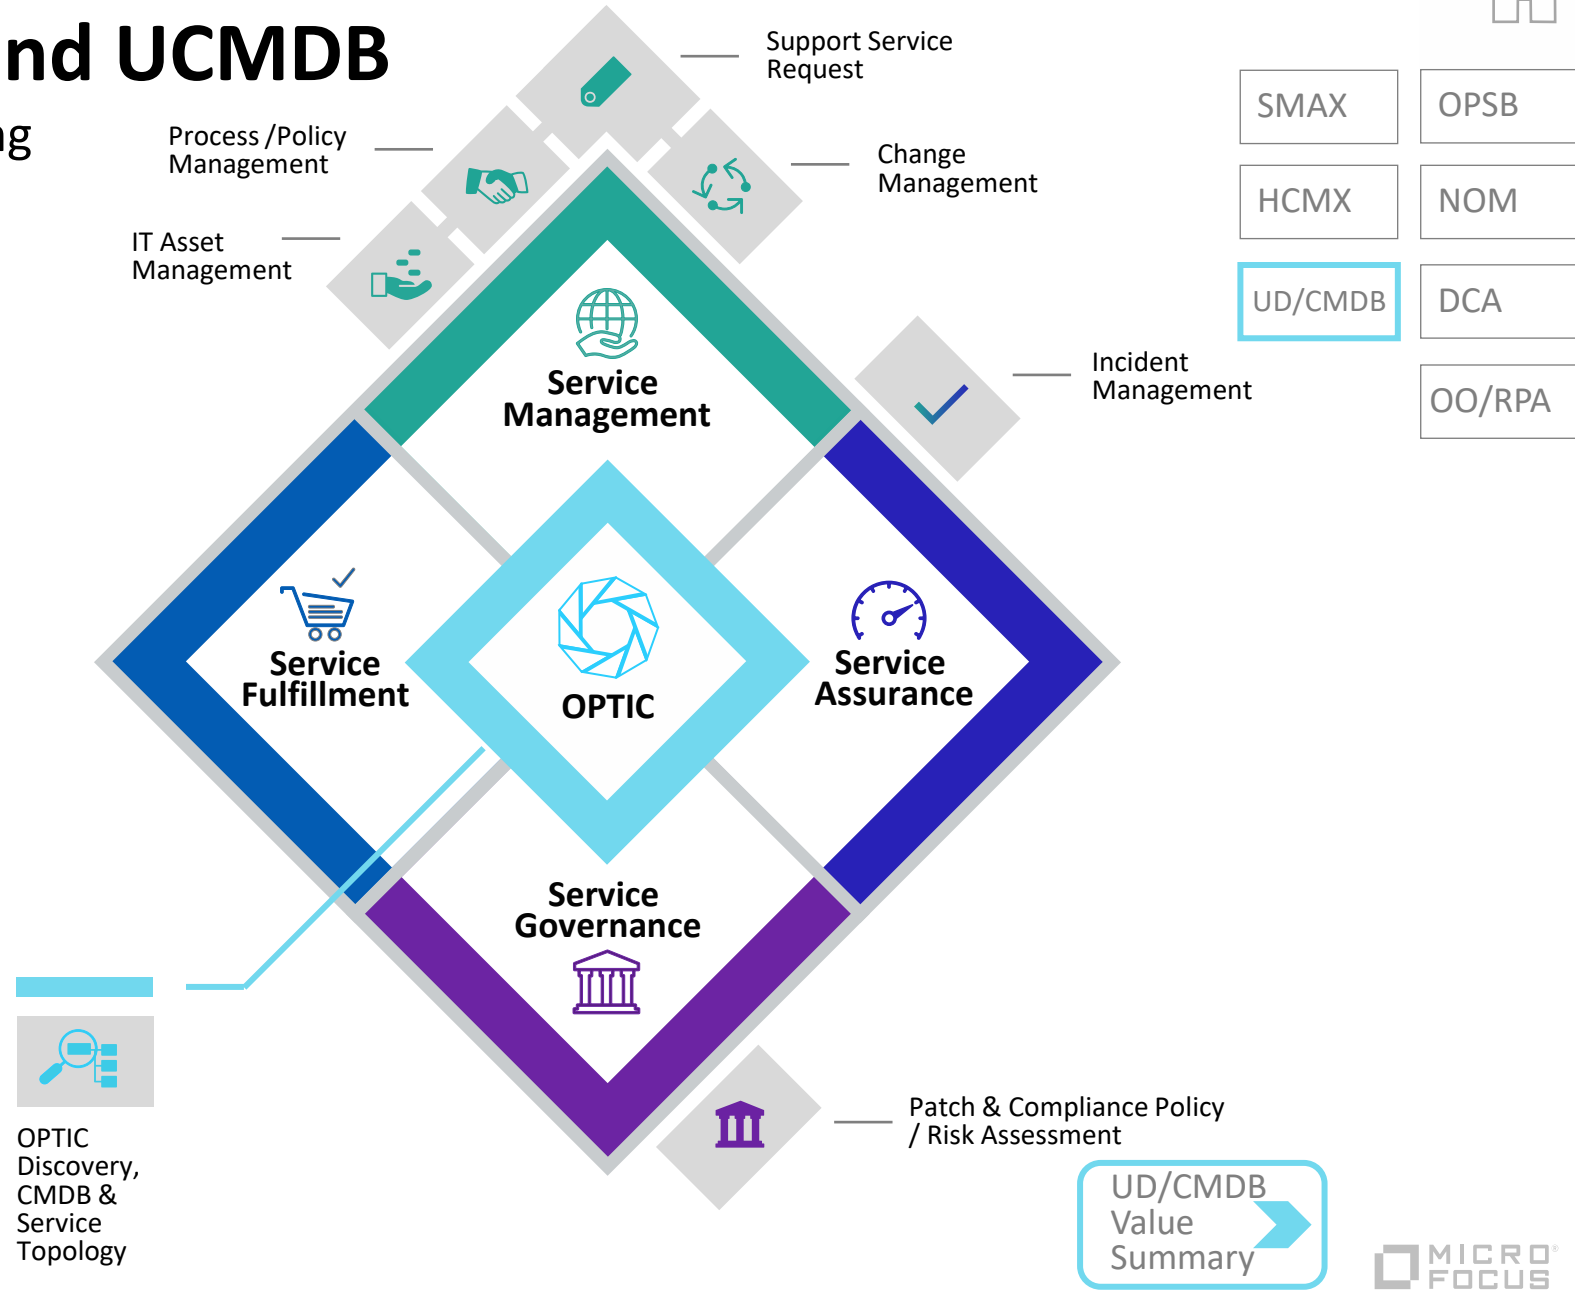 nd UCMDB
ng
Support Service
Request
Process /Policy
Management
Change
Management
IT Asset
Management
Incident
Management
SMAX
OPSB
HCMX
NOM
UD/CMDB
DCA
OO/RPA
Service
Management
Service
Fulfillment
OPTIC
Service
Assurance
Service
Governance
OPTIC
Discovery,
CMDB &
Service
Topology
Patch & Compliance Policy
/ Risk Assessment
UD/CMDB
Value
Summary
MICRO®
FOCUS